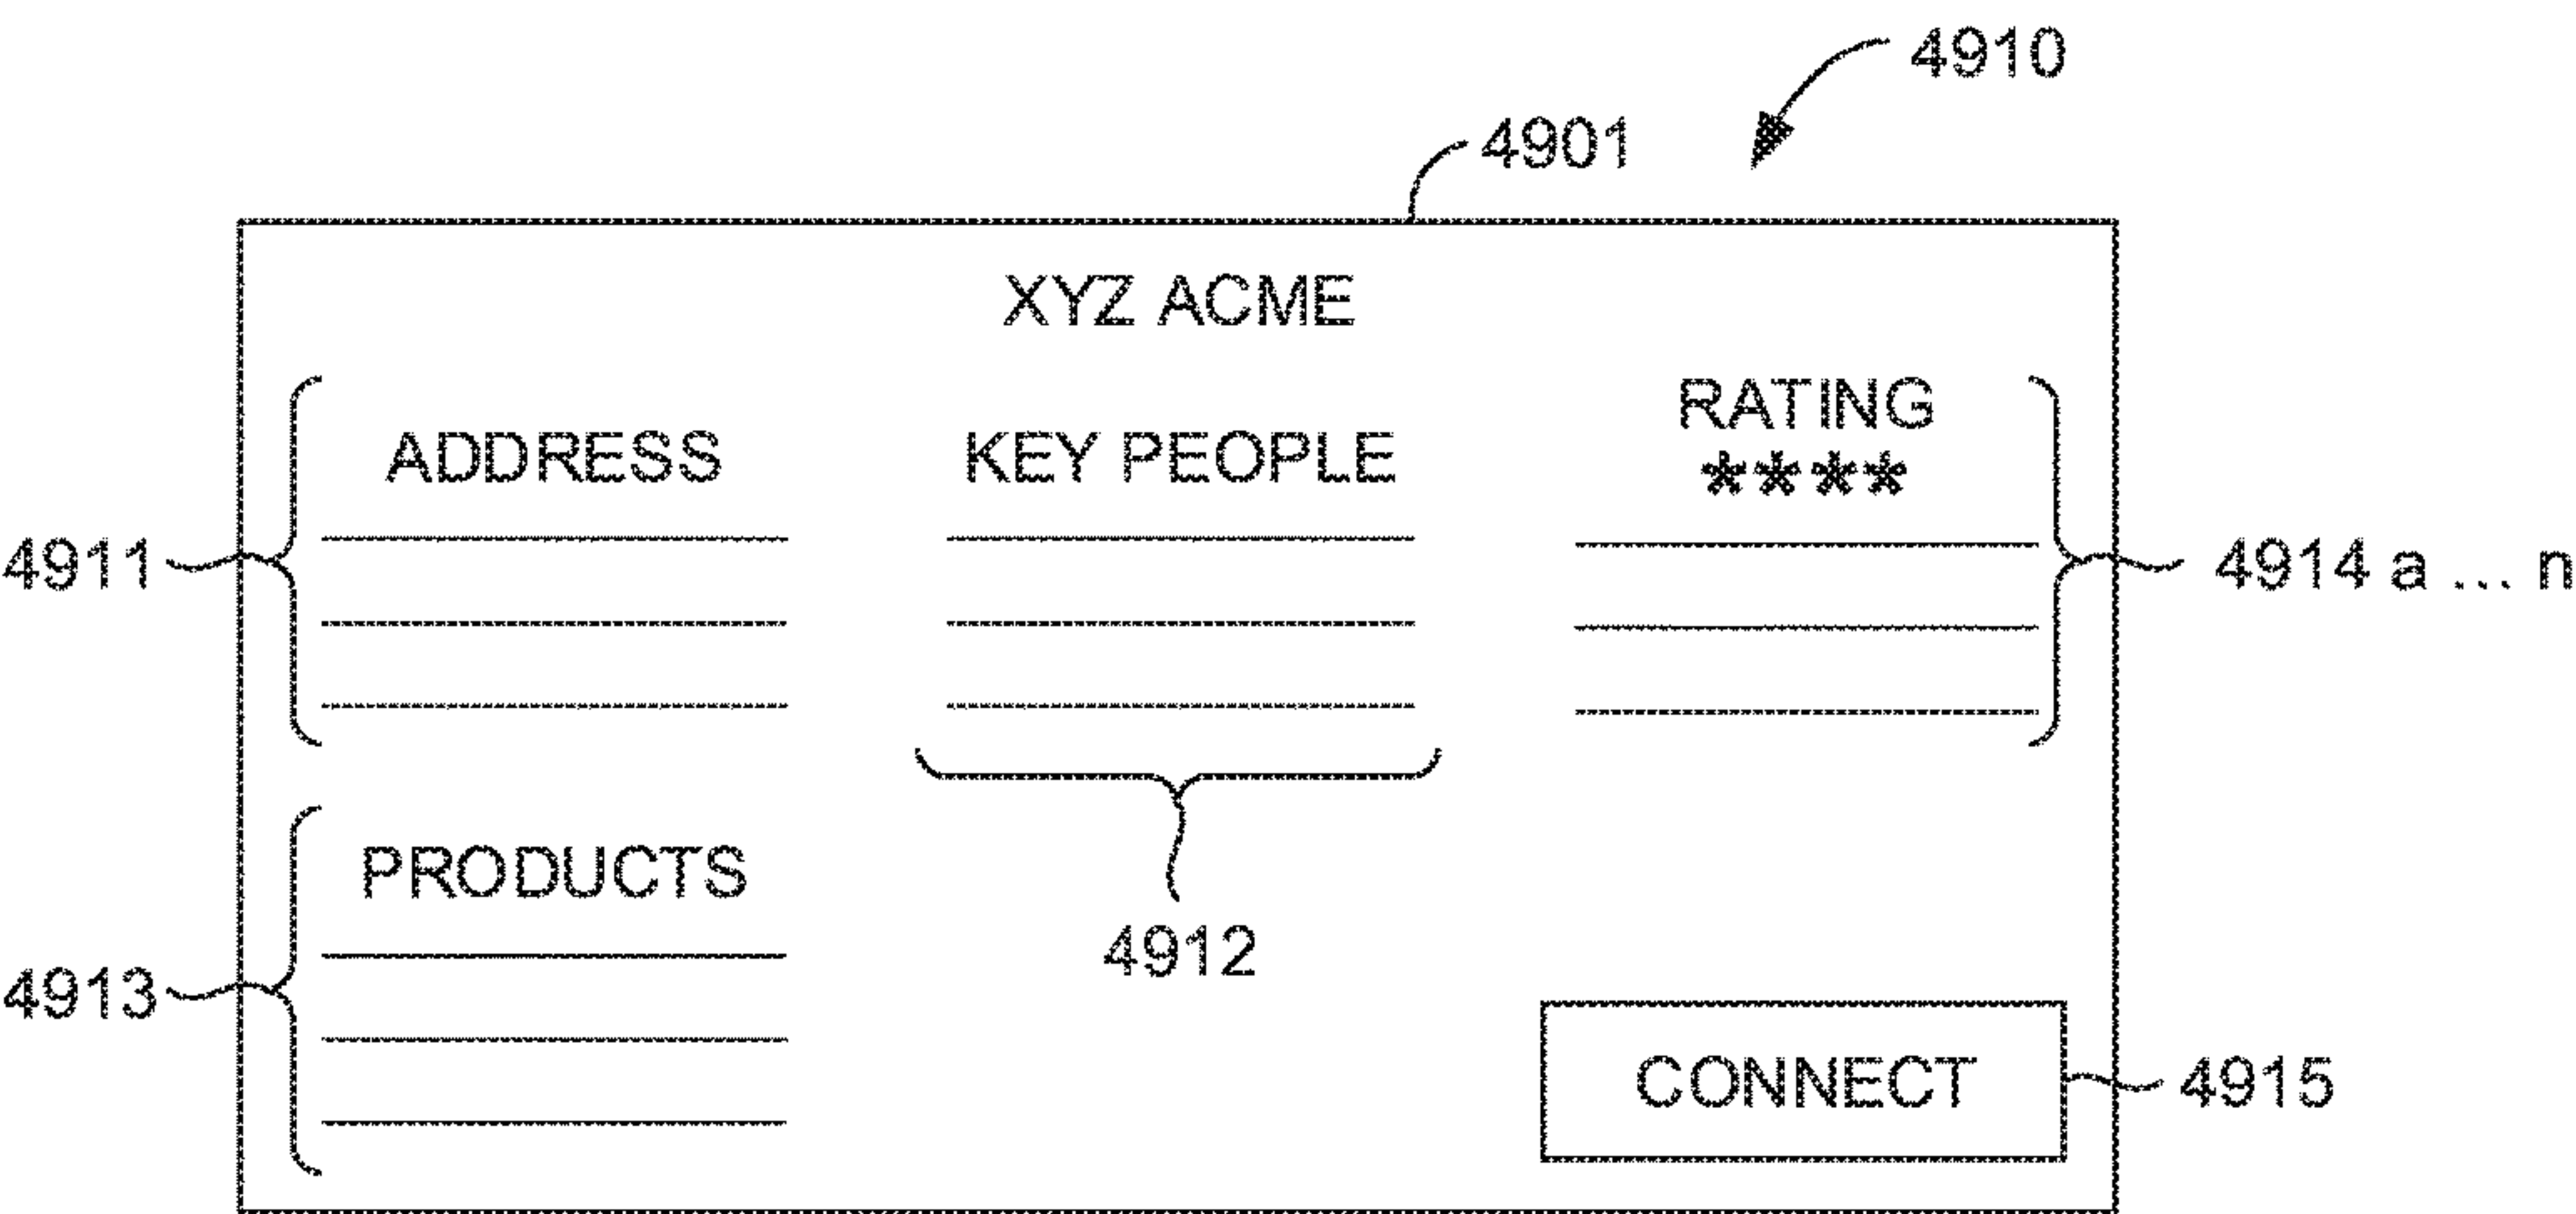 4910
4901
XYZ ACME
ADDRESS
KEY PEOPLE
RATING
****
4911
4914 a ... n
PRODUCTS
4912
4913
CONNECT
4915